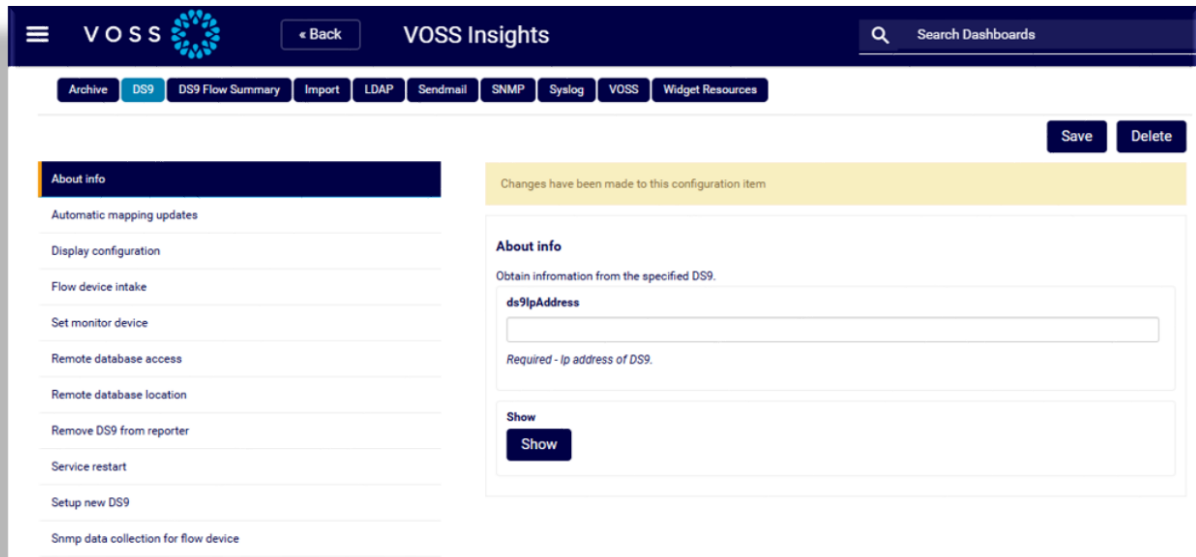 VOSS
« Back
VOSS Insights
Search Dashboards
Archive DS9 DS9 Flow Summary Import LDAP Sendmail SNMP Syslog VOSS Widget Resources
Save Delete
About info
Automatic mapping updates
Display configuration
Flow device intake
Set monitor device
Remote database access
Remote database location
Remove DS9 from reporter
Service restart
Setup new DS9
Snmp data collection for flow device
Changes have been made to this configuration item
About info
Obtain infromation from the specified DS9.
ds9IpAddress
Required - Ip address of DS9.
Show
Show